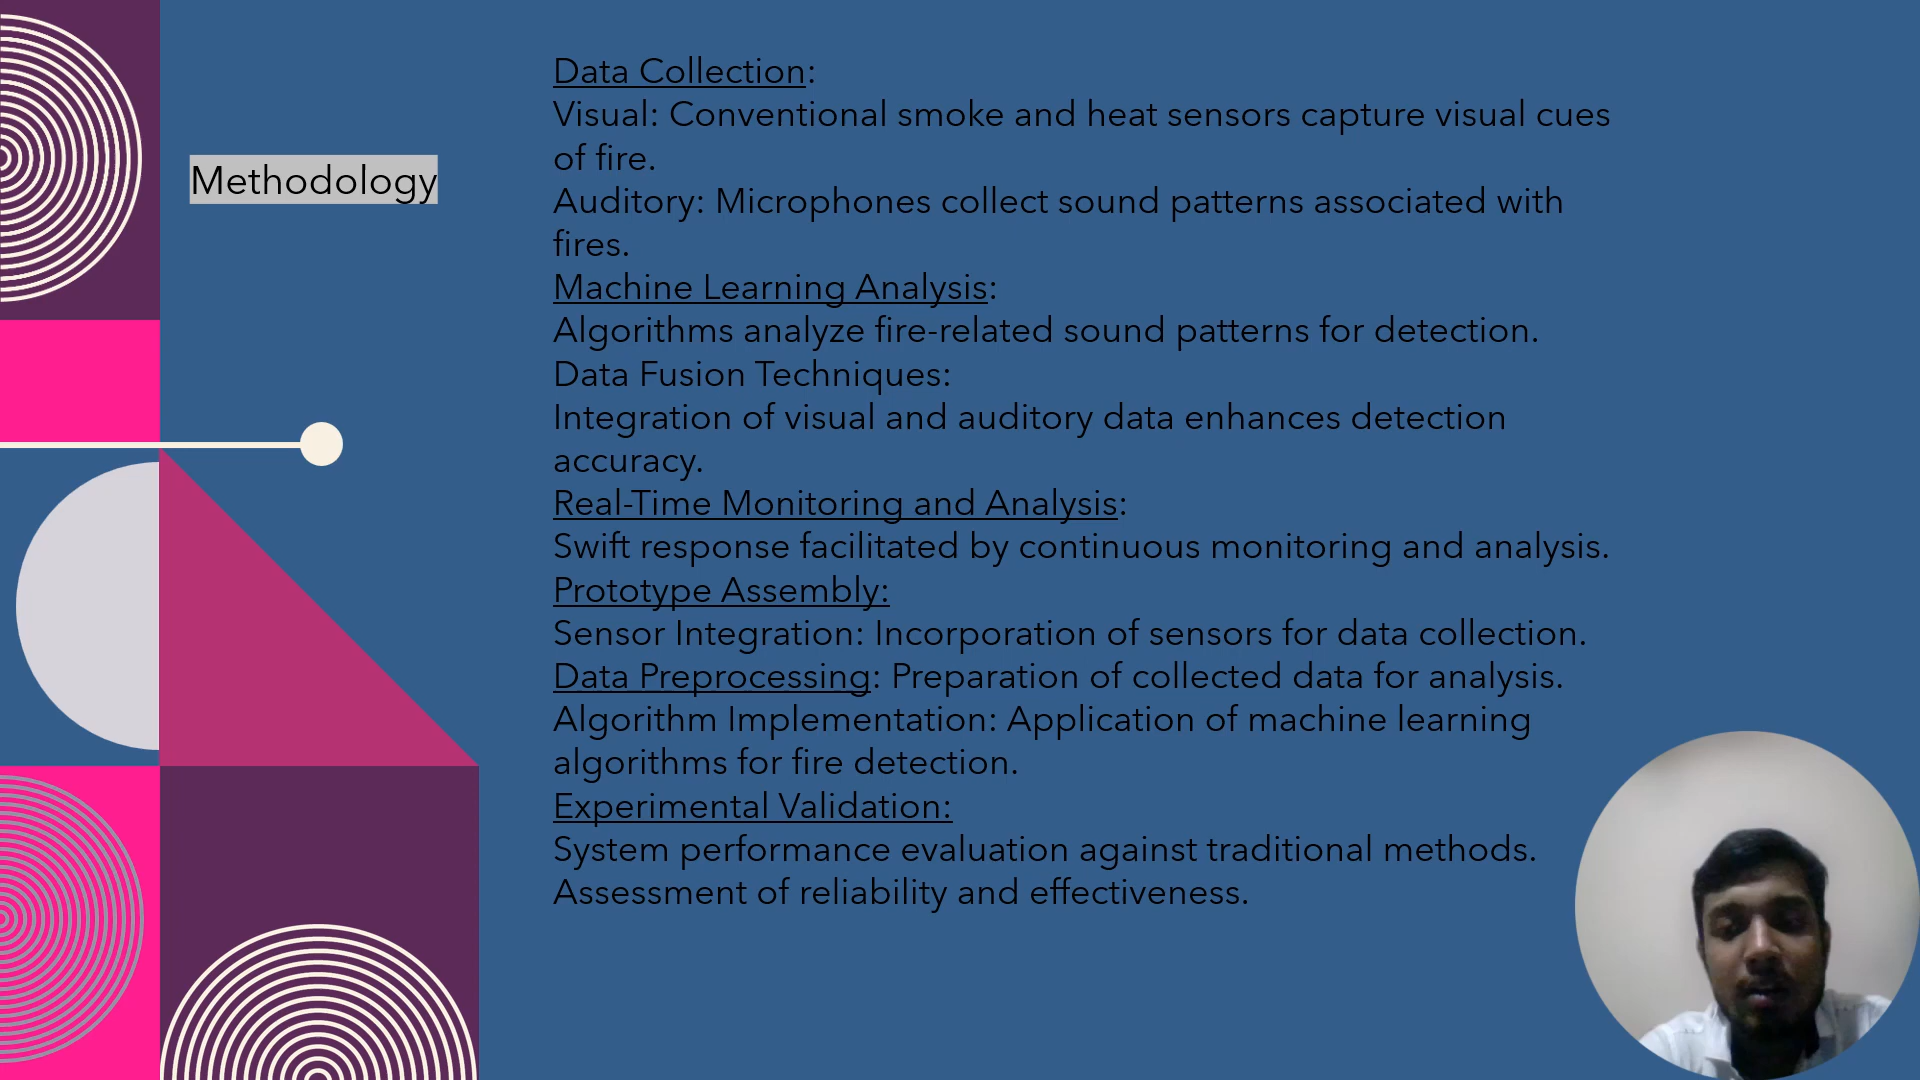 Methodology
Data Collection:
Visual: Conventional smoke and heat sensors capture visual cues
of fire.
Auditory: Microphones collect sound patterns associated with
fires.
Machine Learning Analysis:
Algorithms analyze fire-related sound patterns for detection.
Data Fusion Techniques:
Integration of visual and auditory data enhances detection
accuracy.
Real-Time Monitoring and Analysis:
Swift response facilitated by continuous monitoring and analysis.
Prototype Assembly:
Sensor Integration: Incorporation of sensors for data collection.
Data Preprocessing: Preparation of collected data for analysis.
Algorithm Implementation: Application of machine learning
algorithms for fire detection.
Experimental Validation:
System performance evaluation against traditional methods.
Assessment of reliability and effectiveness.